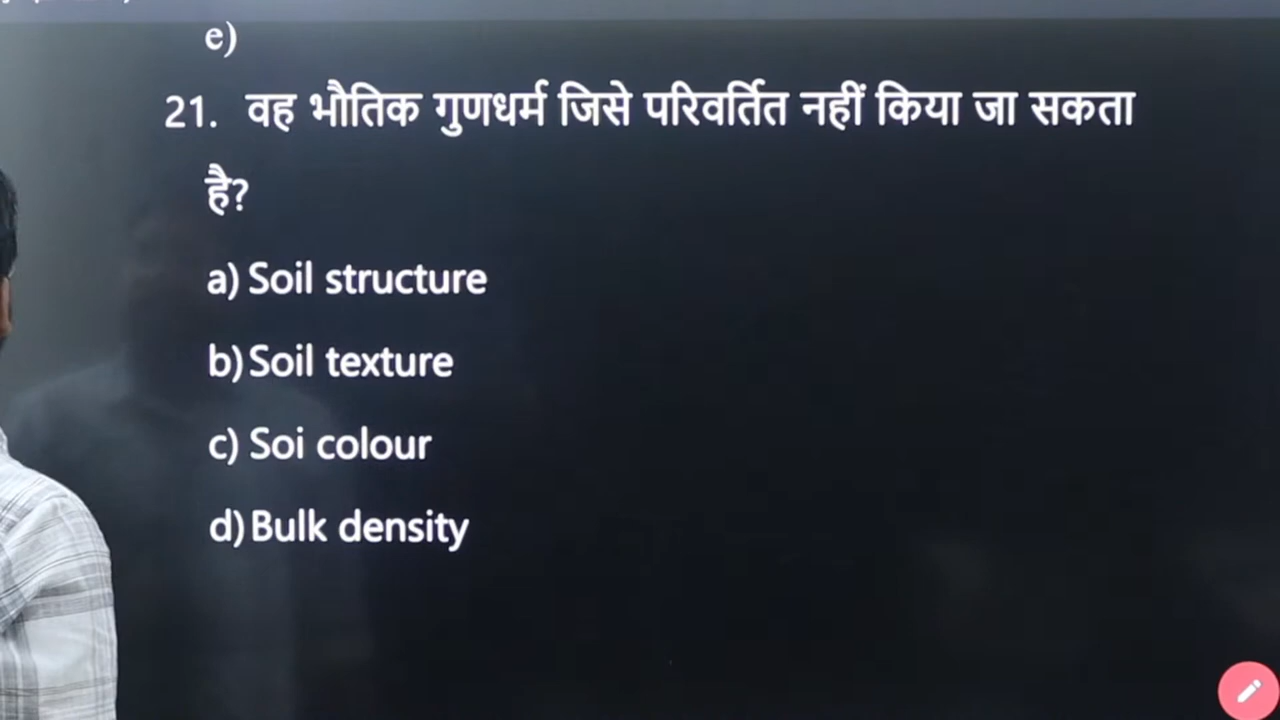 e)
21. वह भौतिक गुणधर्म जिसे परिवर्तित नहीं किया जा सकता
है?
a) Soil structure
b) Soil texture
c) Soi colour
d) Bulk density